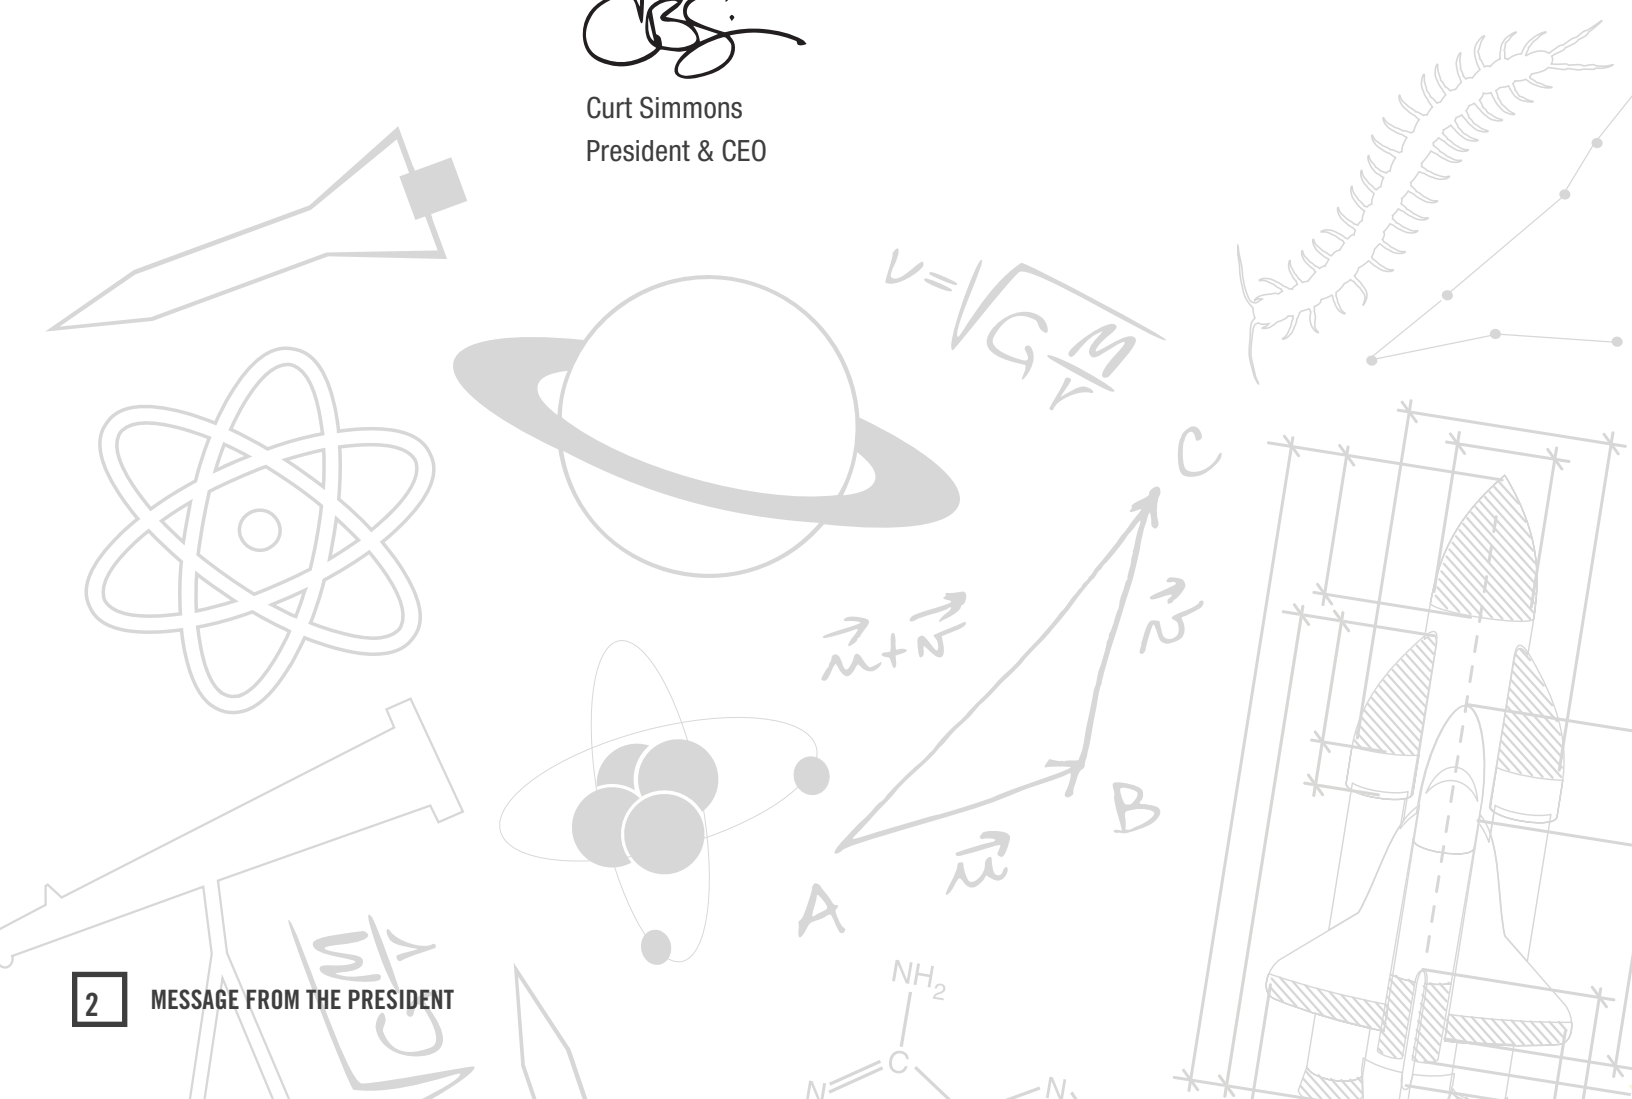 Curt Simmons
President & CEO
v = √G M/r
C
u+v
v
B
u
A
2 MESSAGE FROM THE PRESIDENT
G M/r
NH2
C
N
N